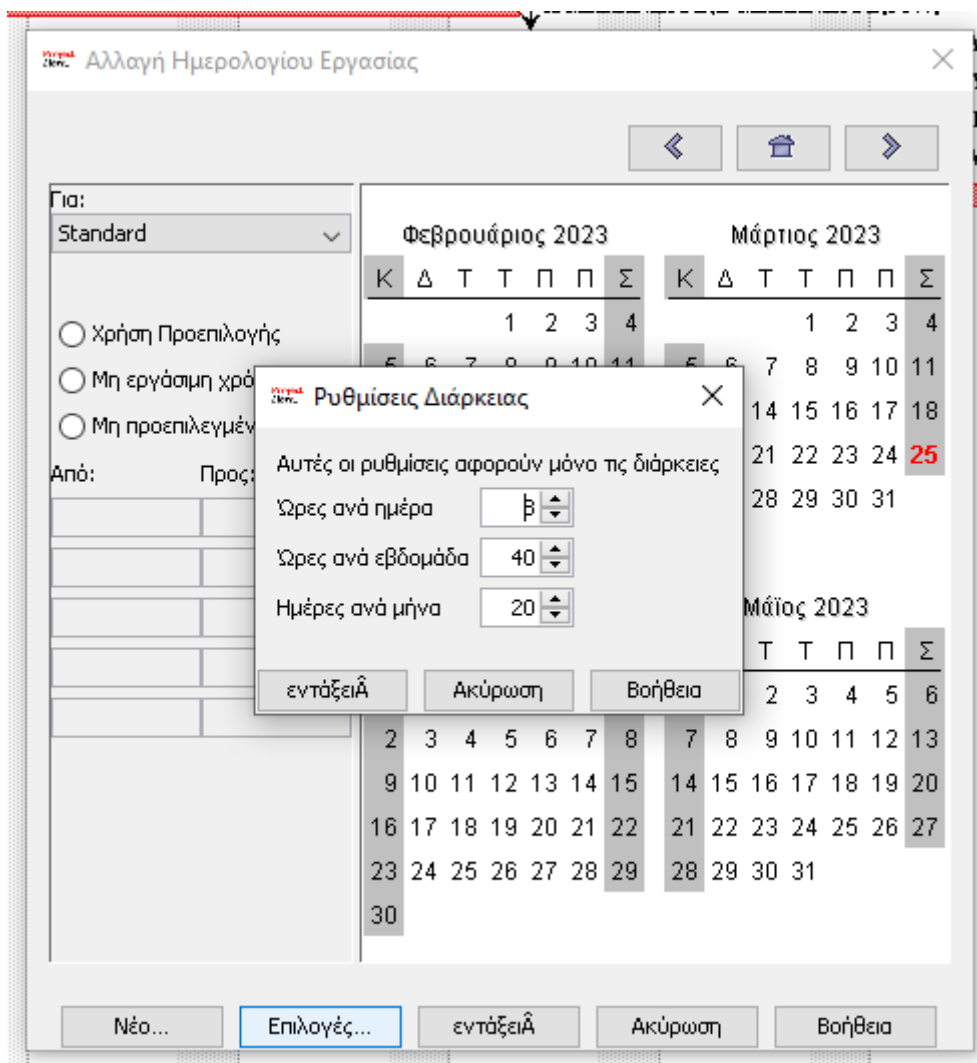 Αλλαγή Ημερολογίου Εργασίας
Για:
Standard
Χρήση Προεπιλογής
Μη εργάσιμη
Μη
Από: Προς:
Φεβρουάριος 2023
Κ Δ Τ Τ Π Π Σ
1 2 3 4
Μάρτιος 2023
Κ Δ Τ Τ Π Π Σ
1 2 3 4
7 8 9 10 11
14 15 16 17 18
21 22 23 24 25
28 29 30 31
Ρυθμίσεις Διάρκειας
Αυτές οι ρυθμίσεις αφορούν μόνο τις διάρκειες
Ώρες ανά ημέρα
Ώρες ανά εβδομάδα 40
Ημέρες ανά μήνα 20
εντάξειÂ Ακύρωση Βοήθεια
2 3 4 5 6 7 8
9 10 11 12 13 14 15
16 17 18 19 20 21 22
23 24 25 26 27 28 29
30
Μάϊος 2023
Τ Τ Π Π Σ
2 3 4 5 6
7 8 9 10 11 12 13
14 15 16 17 18 19 20
21 22 23 24 25 26 27
28 29 30 31
Νέο... Επιλογές... εντάξειÂ Ακύρωση Βοήθεια